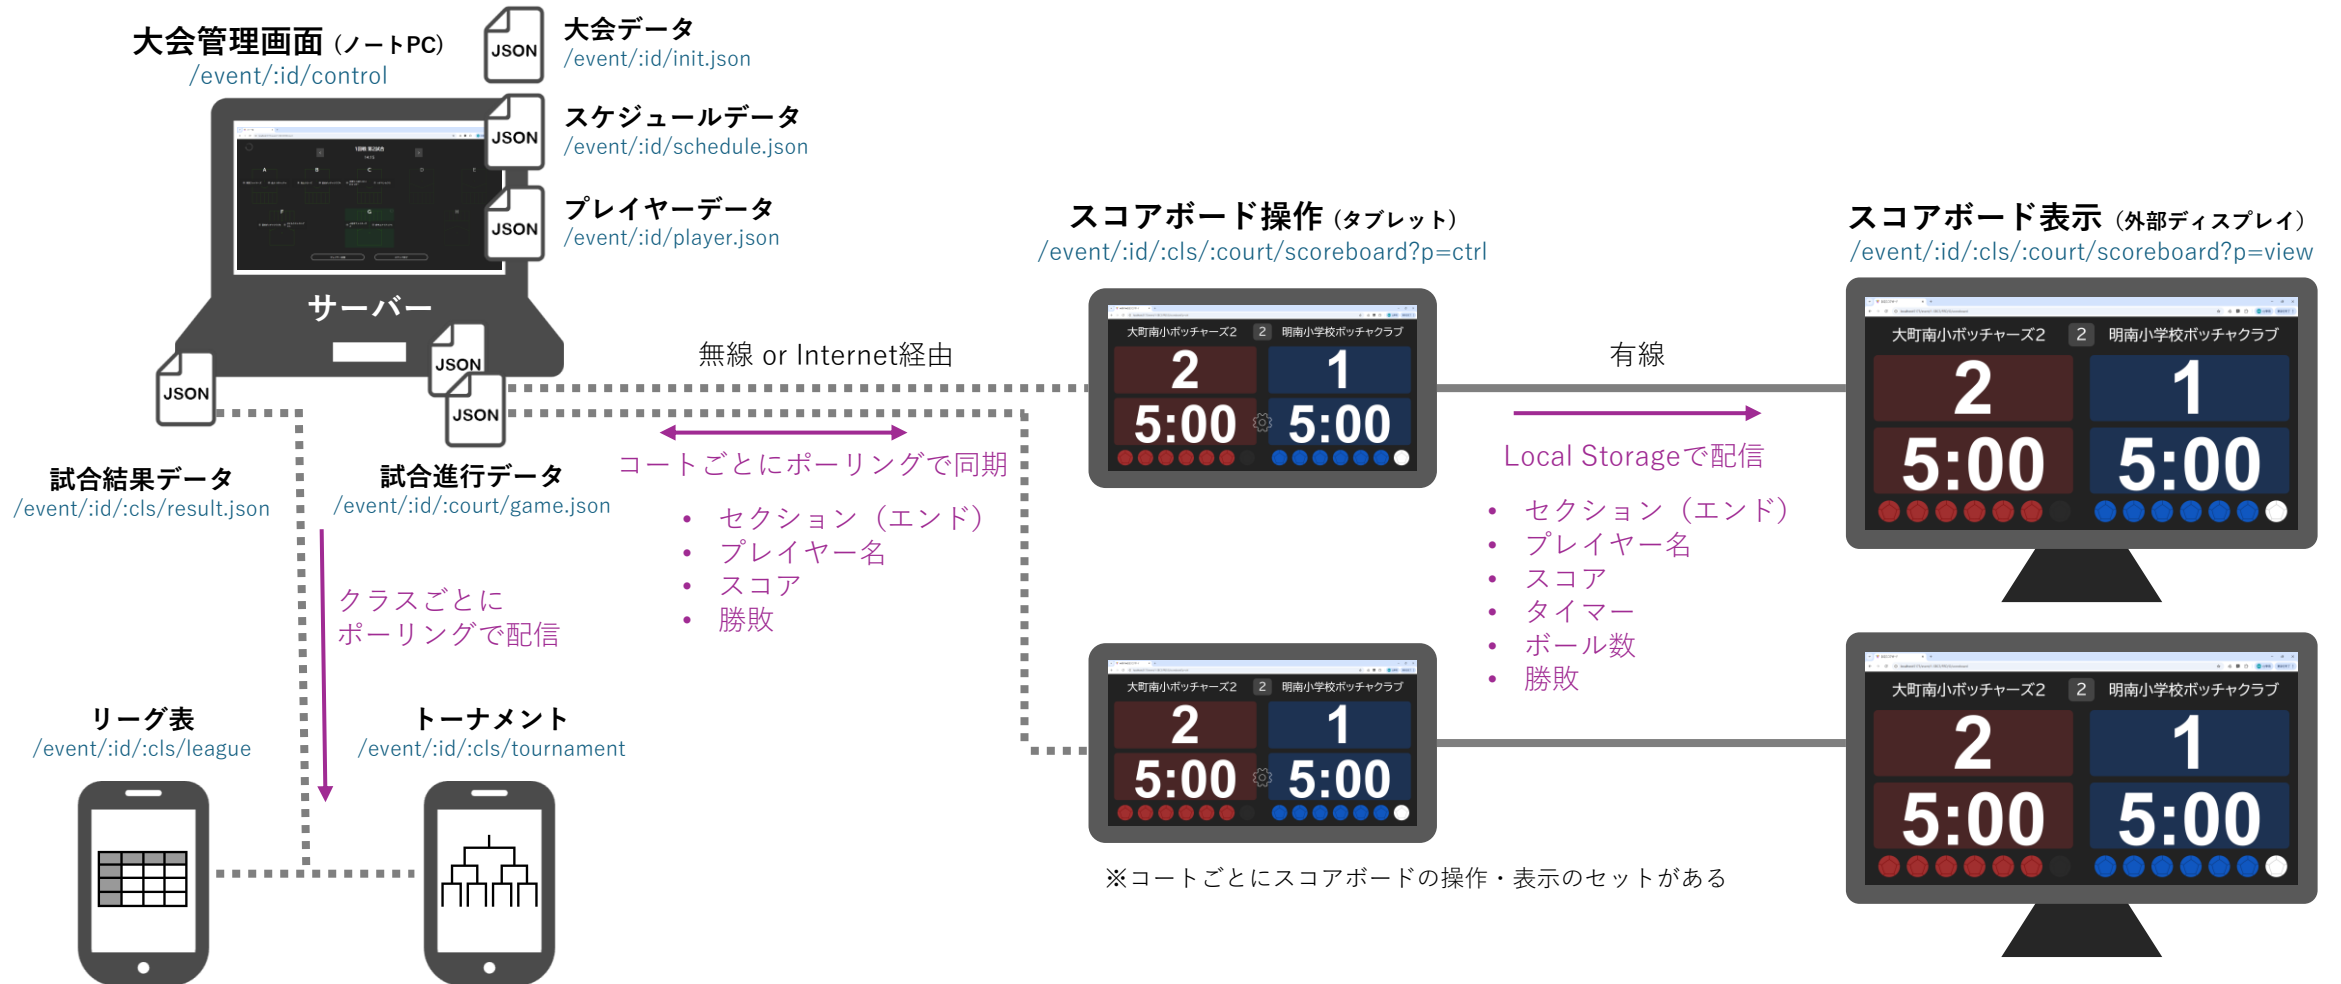 大会管理画面 (ノートPC)
/event/:id/control
JSON
大会データ
/event/:id/init.json
JSON
スケジュールデータ
/event/:id/schedule.json
JSON
プレイヤーデータ
/event/:id/player.json
A
B
C
D
E
F
G
サーバー
JSON
JSON
JSON
試合結果データ
/event/:id/:cls/result.json
試合進行データ
/event/:id/:court/game.json
無線 or Internet経由
コートごとにポーリングで同期
• セクション（エンド）
• プレイヤー名
• スコア
• 勝敗
クラスごとに
ポーリングで配信
リーグ表
/event/:id/:cls/league
トーナメント
/event/:id/:cls/tournament
スコアボード操作 (タブレット)
/event/:id/:cls/:court/scoreboard?p=ctrl
大町南小ボッチャーズ2 2 明南小学校ボッチャクラブ
2 1
5:00 5:00
有線
Local Storageで配信
• セクション（エンド）
• プレイヤー名
• スコア
• タイマー
• ボール数
• 勝敗
スコアボード表示 (外部ディスプレイ)
/event/:id/:cls/:court/scoreboard?p=view
大町南小ボッチャーズ2 2 明南小学校ボッチャクラブ
2 1
5:00 5:00
大町南小ボッチャーズ2 2 明南小学校ボッチャクラブ
2 1
5:00 5:00
大町南小ボッチャーズ2 2 明南小学校ボッチャクラブ
2 1
5:00 5:00
※コートごとにスコアボードの操作・表示のセットがある